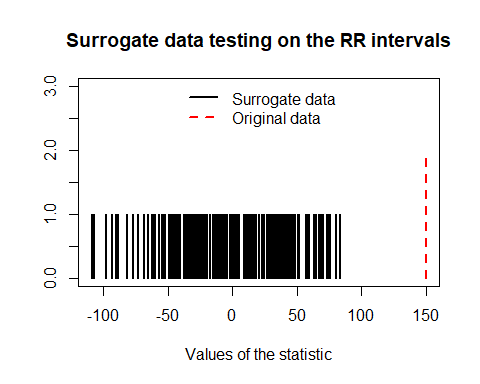 Surrogate data testing on the RR intervals
3.0
2.0
1.0
0.0
Surrogate data
Original data
-100 -50 0 50 100 150
Values of the statistic